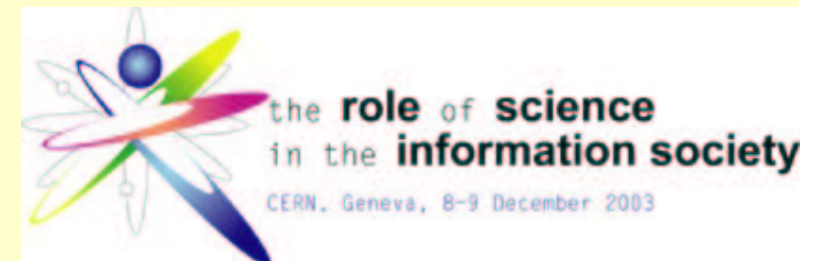 the role of science
in the information society
CERN, Geneva, 8-9 December 2003